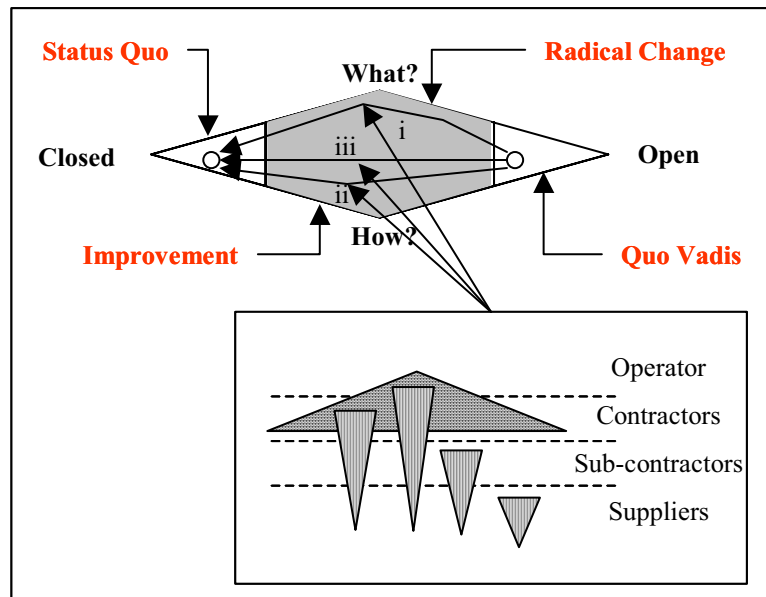 Status Quo
Radical Change
What?
i
Closed
iii
Open
ii
How?
Improvement
Quo Vadis
Operator
Contractors
Sub-contractors
Suppliers